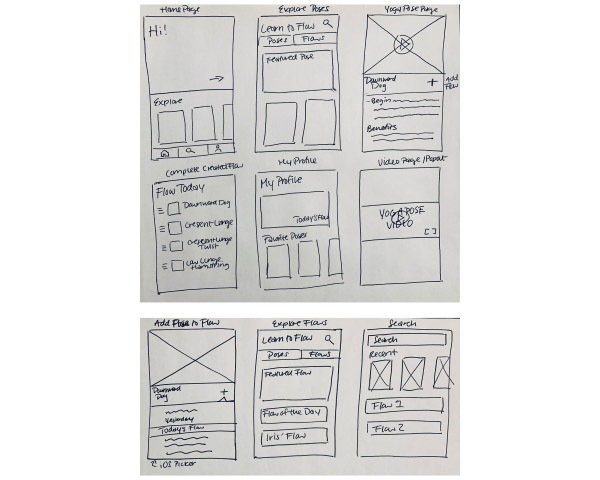 Home Page
Hi!
Explore
Explore Poses
Learn to Flow
Poses
Flows
Featured Pose
Yoga Pose Page
Downward
Dog
+
Add
Flow
-Begin
Benefits
Complete Created Flow
Flow Today
Downward Dog
Crescent Lunge
Crescent Lunge
Twist
Low Lunge
Hamstring
My Profile
My Profile
Today's Flow
Favorite Poses
Video Page/Popout
YOGA POSE
VIDEO
Add Pose to Flow
Downward
Dog
+
Yesterday
Today's Flow
iOS Picker
Explore Flows
Learn to Flow
Poses
Flows
Featured Flow
Flow of the Day
Iris' Flow
Search
Search
Recent
Flow 1
Flow 2